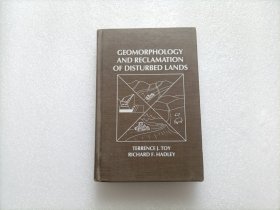 GEOMORPHOLOGY
AND RECLAMATION
OF DISTURBED LANDS
TERRENCE J. TOY
RICHARD F. HADLEY